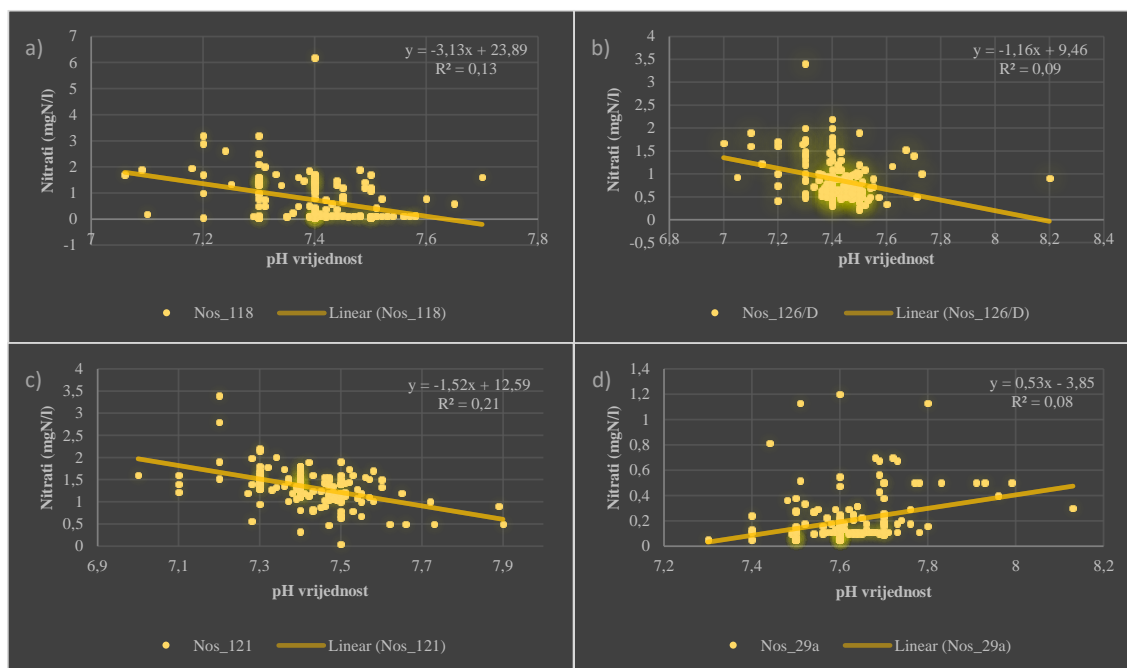 a)
y = -3,13x + 23,89
R² = 0,13
Nitrati (mgN/l)
7
6
5
4
3
2
1
0
-1
7
7,2
7,4
7,6
7,8
pH vrijednost
Nos_118
Linear (Nos_118)
b)
y = -1,16x + 9,46
R² = 0,09
Nitrati (mgN/l)
4
3,5
3
2,5
2
1,5
1
0,5
0
-0,5
6,8
7
7,2
7,4
7,6
7,8
8
8,2
8,4
pH vrijednost
Nos_126/D
Linear (Nos_126/D)
c)
y = -1,52x + 12,59
R² = 0,21
Nitrati (mgN/l)
4
3,5
3
2,5
2
1,5
1
0,5
0
6,9
7,1
7,3
7,5
7,7
7,9
pH vrijednost
Nos_121
Linear (Nos_121)
d)
y = 0,53x - 3,85
R² = 0,08
Nitrati (mgN/l)
1,4
1,2
1
0,8
0,6
0,4
0,2
0
7,2
7,4
7,6
7,8
8
8,2
pH vrijednost
Nos_29a
Linear (Nos_29a)